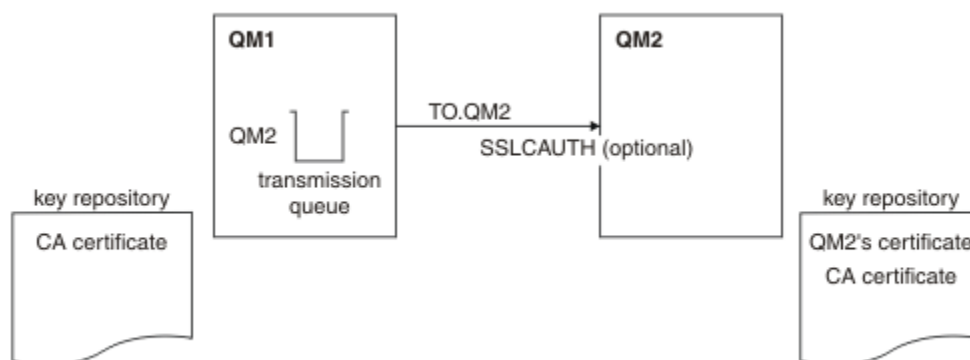 QM1
QM2
TO.QM2
QM2
SSLCAUTH (optional)
transmission
queue
key repository
CA certificate
key repository
QM2's certificate
CA certificate